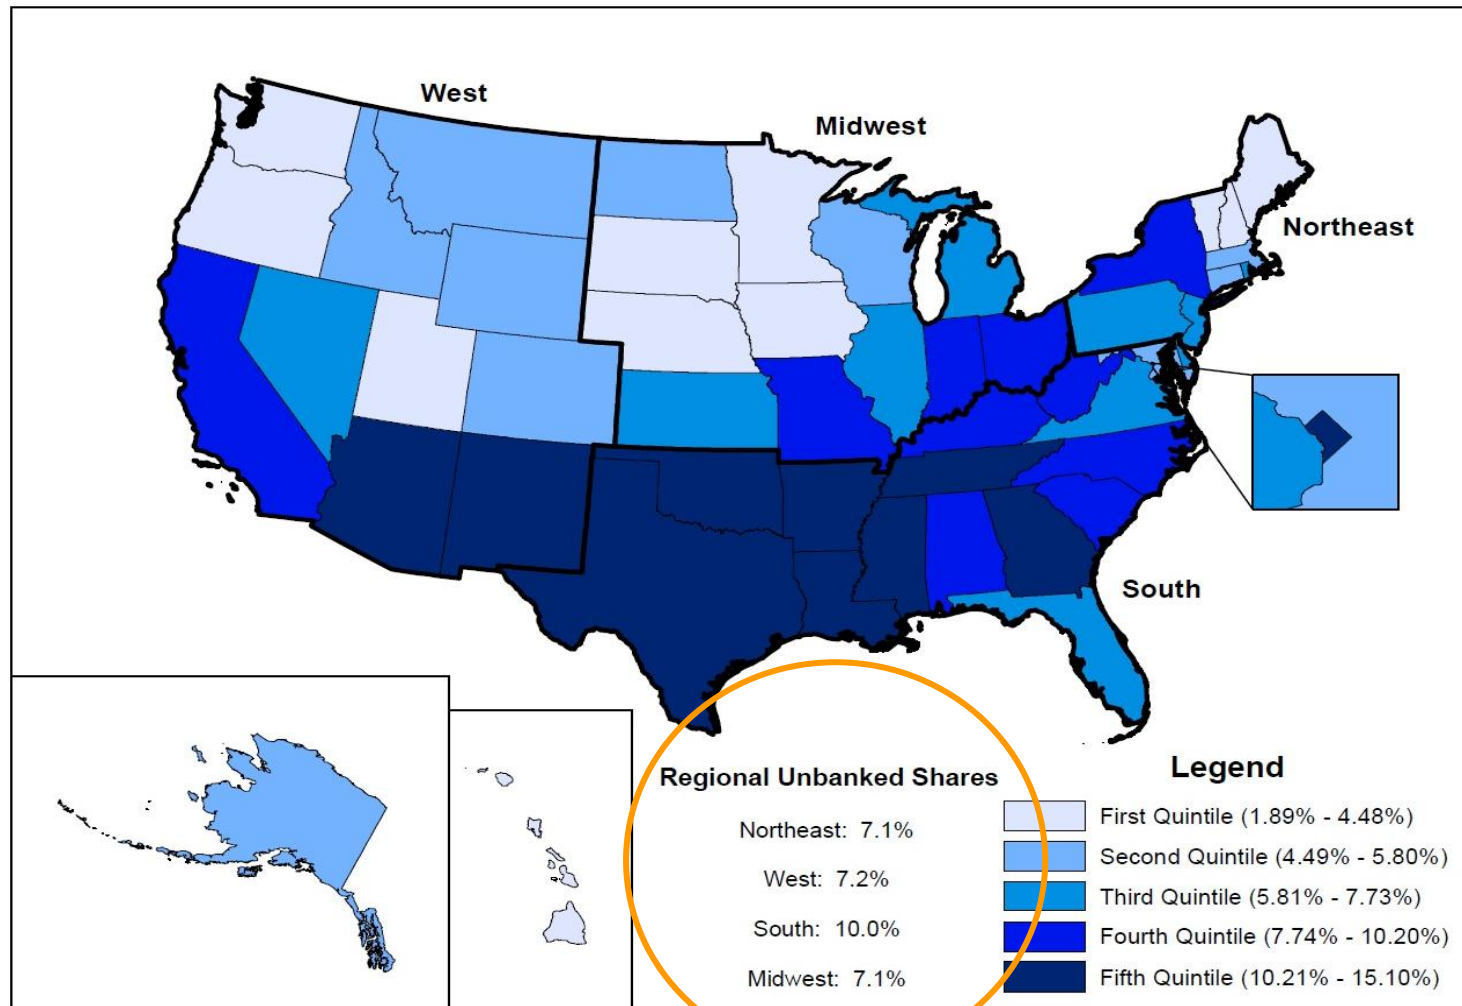 West
Midwest
Northeast
South
Regional Unbanked Shares
Northeast: 7.1%
West: 7.2%
South: 10.0%
Midwest: 7.1%
Legend
First Quintile (1.89% - 4.48%)
Second Quintile (4.49% - 5.80%)
Third Quintile (5.81% - 7.73%)
Fourth Quintile (7.74% - 10.20%)
Fifth Quintile (10.21% - 15.10%)